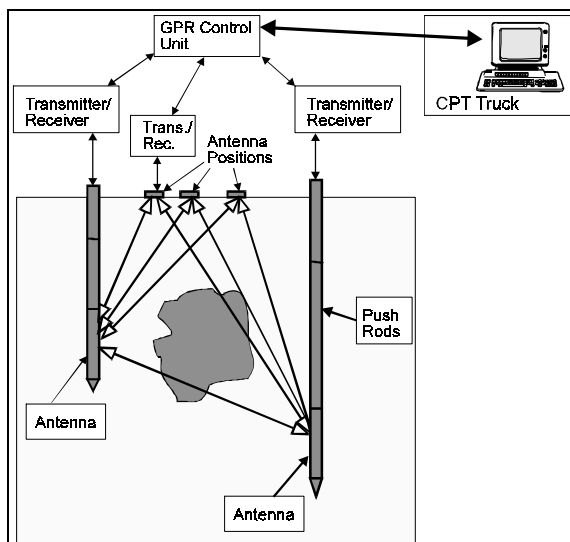 GPR Control
Unit
CPT Truck
Transmitter/
Receiver
Trans./
Rec.
Transmitter/
Receiver
Antenna
Positions
Push
Rods
Antenna
Antenna